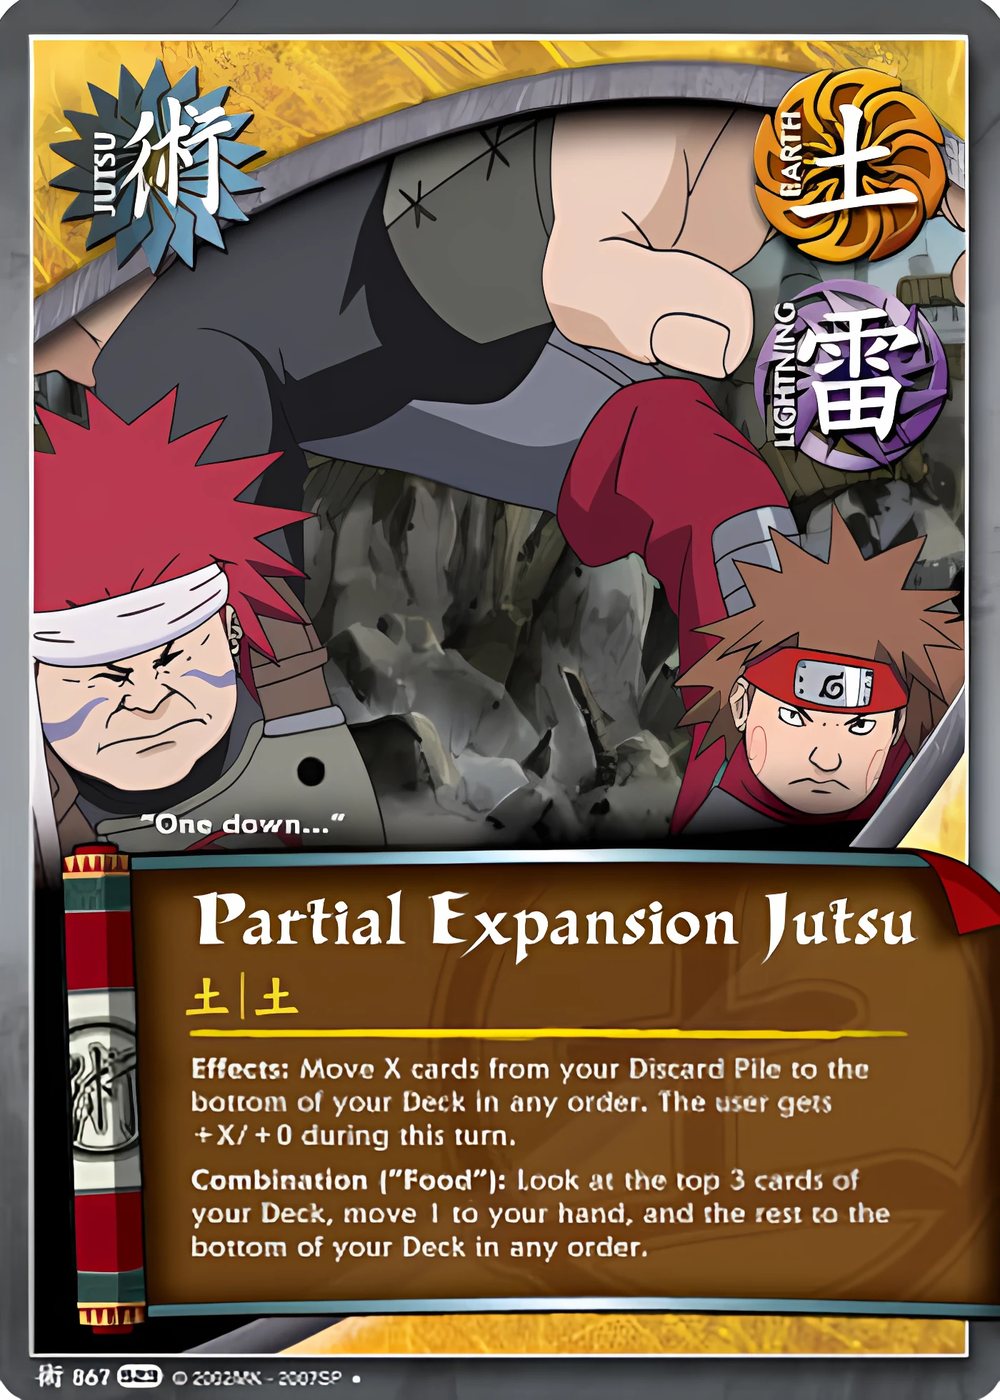 JUTSU
術
EARTH
土
LIGHTNING
雷
"One down..."
Partial Expansion Jutsu
土|土
Effects: Move X cards from your Discard Pile to the
bottom of your Deck in any order. The user gets
+X/+0 during this turn.
Combination ("Food"): Look at the top 3 cards of
your Deck, move 1 to your hand, and the rest to the
bottom of your Deck in any order.
術
術 867 © 2002MK - 2007SP •